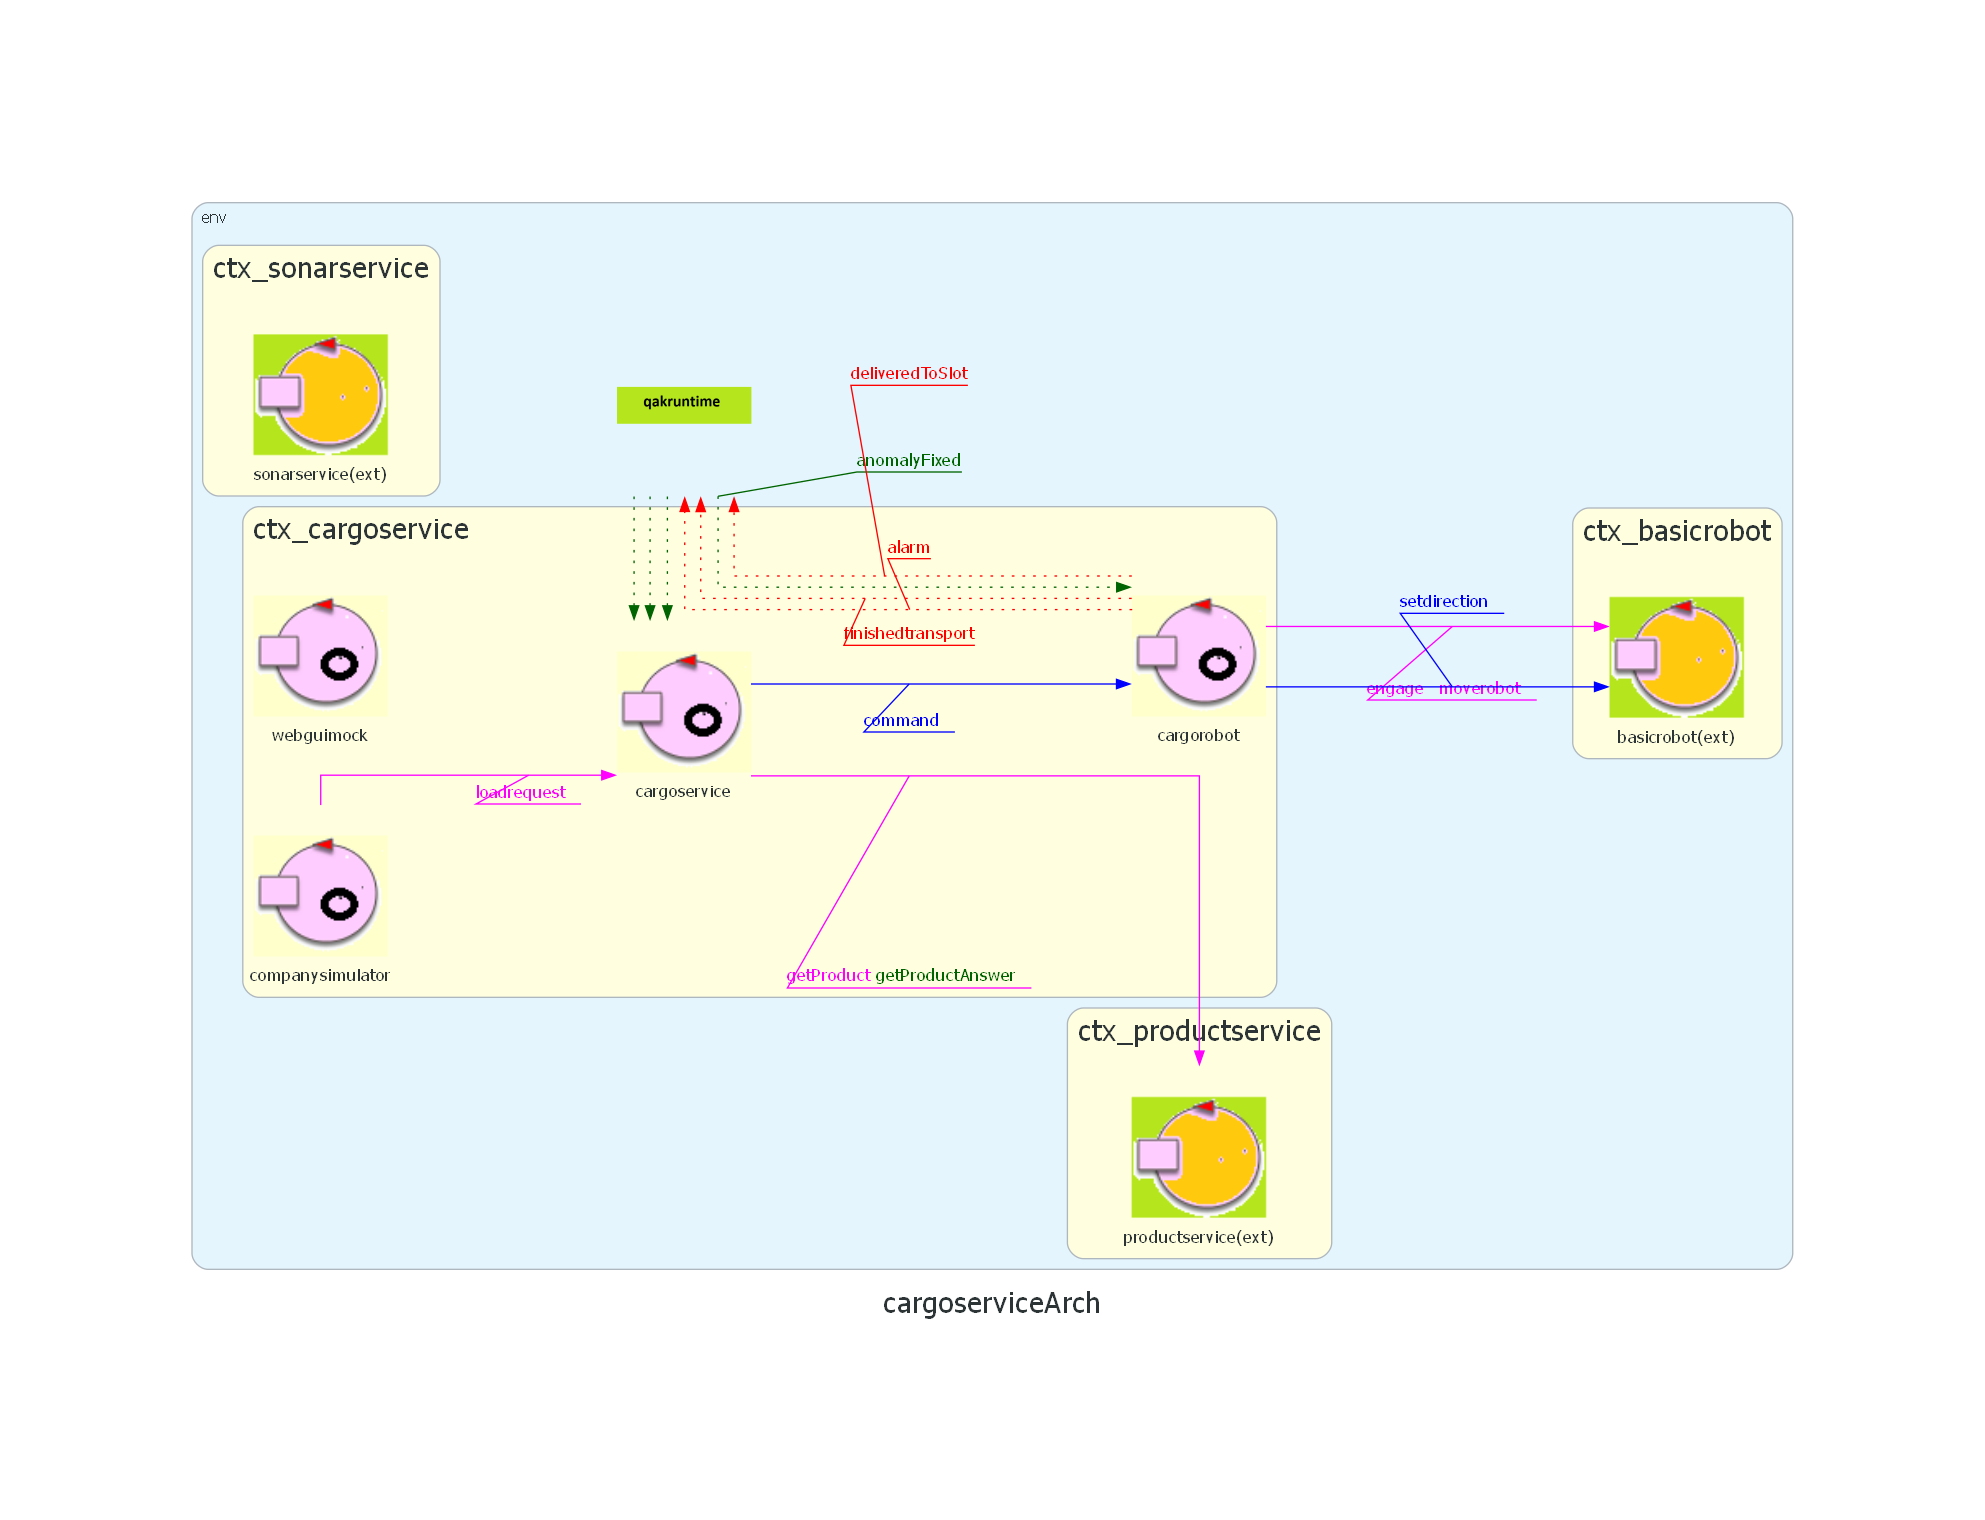 env
ctx_sonarservice
sonarservice(ext)
qakruntime
deliveredToSlot
anomalyFixed
ctx_cargoservice
alarm
finishedtransport
webguimock
cargoservice
command
cargorobot
loadrequest
companysimulator
getProduct getProductAnswer
ctx_basicrobot
setdirection
engage moverobot
basicrobot(ext)
ctx_productservice
productservice(ext)
cargoserviceArch